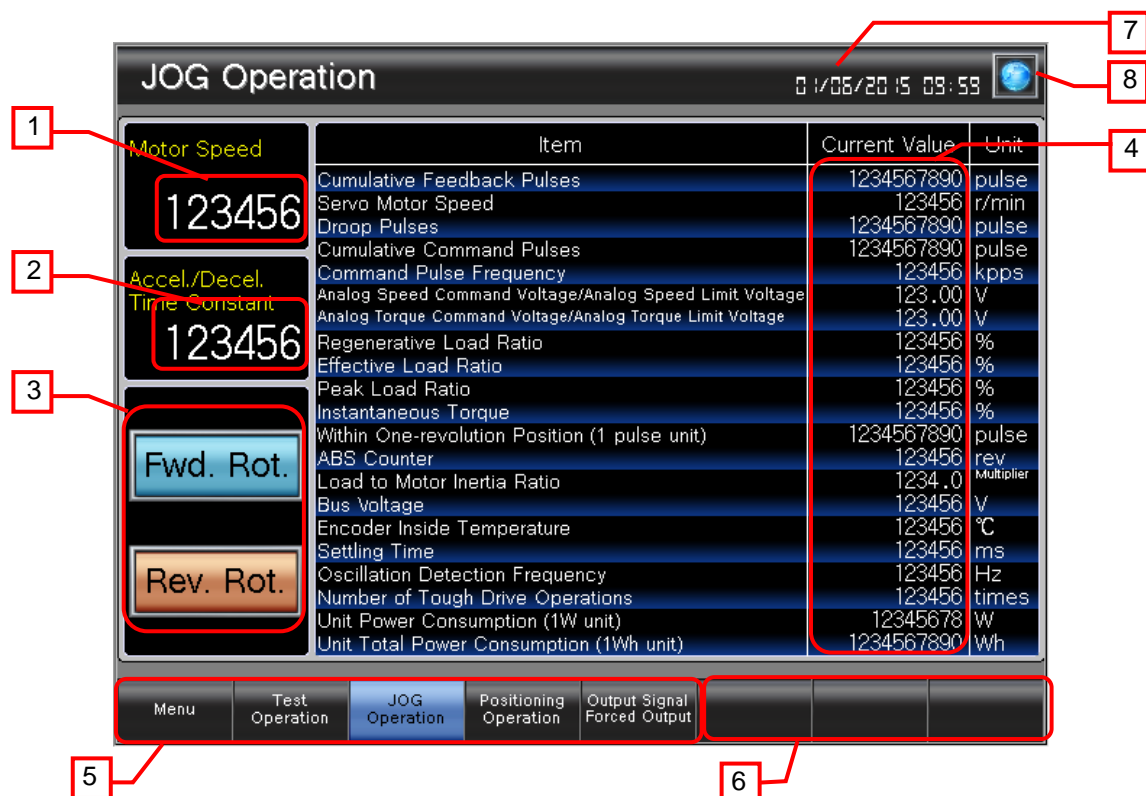 7
JOG Operation
01/06/2015 09:59
8
1
Motor Speed
Item
Current Value
Unit
4
123456
Cumulative Feedback Pulses 1234567890 pulse
Servo Motor Speed 123456 r/min
Droop Pulses 1234567890 pulse
Cumulative Command Pulses 1234567890 pulse
2
Accel./Decel.
Time Constant
123456
Command Pulse Frequency 123456 kpps
Analog Speed Command Voltage/Analog Speed Limit Voltage 123.00 V
Analog Torque Command Voltage/Analog Torque Limit Voltage 123.00 V
Regenerative Load Ratio 123456 %
Effective Load Ratio 123456 %
Peak Load Ratio 123456 %
Instantaneous Torque 123456 %
3
Fwd. Rot.
Rev. Rot.
Within One-revolution Position (1 pulse unit) 1234567890 pulse
ABS Counter 123456 rev
Load to Motor Inertia Ratio 1234.0 Multiplier
Bus Voltage 123456 V
Encoder Inside Temperature 123456 ℃
Settling Time 123456 ms
Oscillation Detection Frequency 123456 Hz
Number of Tough Drive Operations 123456 times
Unit Power Consumption (1W unit) 12345678 W
Unit Total Power Consumption (1Wh unit) 1234567890 Wh
Menu
Test
Operation
JOG
Operation
Positioning
Operation
Output Signal
Forced Output
5
6